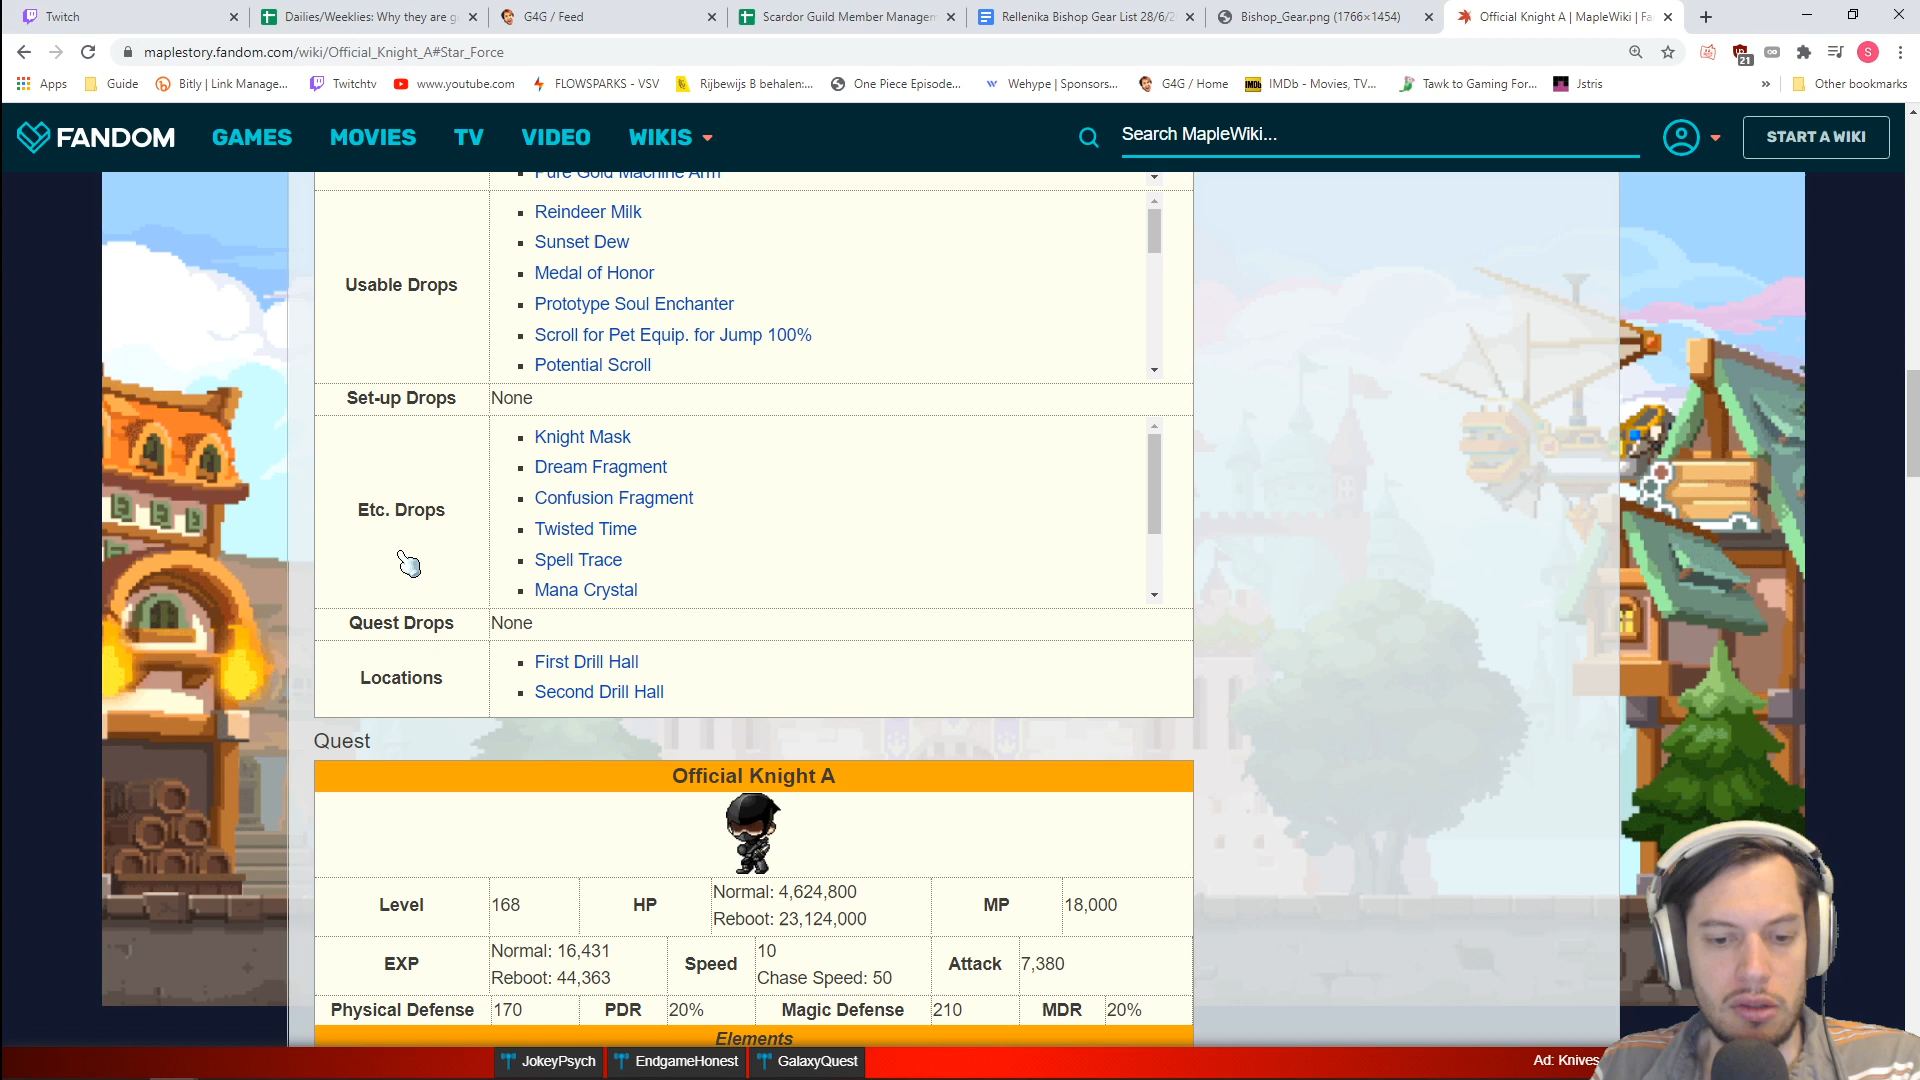 Twitch
Dailies/Weeklies: Why they are g
G4G / Feed
Scardor Guild Member Managem
Rellenika Bishop Gear List 28/6/2
Bishop_Gear.png (1766×1454)
Official Knight A | MapleWiki | Fa
maplestory.fandom.com/wiki/Official_Knight_A#Star_Force
21
S
Apps
Guide
Bitly | Link Manage...
Twitchtv
www.youtube.com
FLOWSPARKS - VSV
Rijbewijs B behalen:...
One Piece Episode...
Wehype | Sponsors...
G4G / Home
IMDb - Movies, TV...
Tawk to Gaming For...
Jstris
»
Other bookmarks
FANDOM
GAMES
MOVIES
TV
VIDEO
WIKIS
Search MapleWiki...
START A WIKI
Pure Gold Machine Arm
Usable Drops
Reindeer Milk
Sunset Dew
Medal of Honor
Prototype Soul Enchanter
Scroll for Pet Equip. for Jump 100%
Potential Scroll
Set-up Drops
None
Etc. Drops
Knight Mask
Dream Fragment
Confusion Fragment
Twisted Time
Spell Trace
Mana Crystal
Quest Drops
None
Locations
First Drill Hall
Second Drill Hall
Quest
Official Knight A
Level
168
HP
Normal: 4,624,800
Reboot: 23,124,000
MP
18,000
EXP
Normal: 16,431
Reboot: 44,363
Speed
10
Chase Speed: 50
Attack
7,380
Physical Defense
170
PDR
20%
Magic Defense
210
MDR
20%
Elements
JokeyPsych
EndgameHonest
GalaxyQuest
Ad: Knives